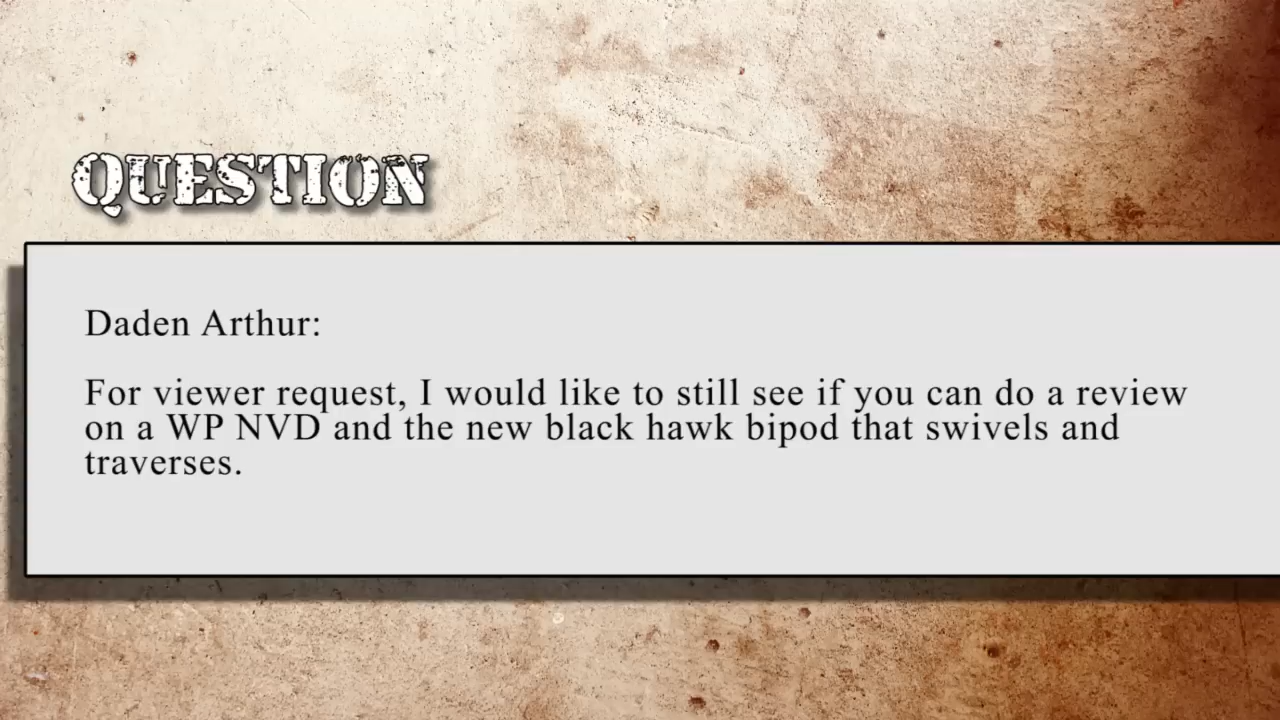 QUESTION
Daden Arthur:
For viewer request, I would like to still see if you can do a review
on a WP NVD and the new black hawk bipod that swivels and
traverses.